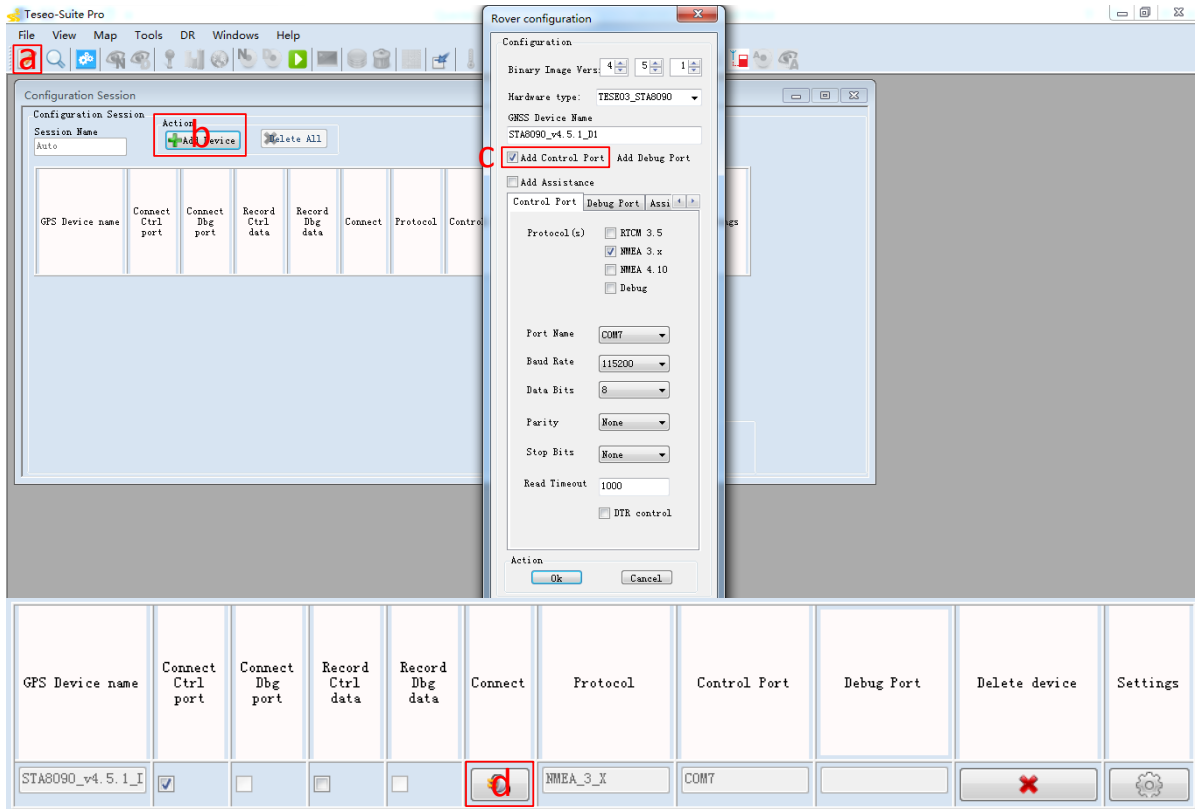 Teseo-Suite Pro
File View Map Tools DR Windows Help
a
Configuration Session
Configuration Session
Session Name
Auto
Action
Add Device
b
Delete All
GPS Device name
Connect Ctrl port
Connect Dbg port
Record Ctrl data
Record Dbg data
Connect
Protocol
Contro
gs
Rover configuration
Configuration
Binary Image Vers: 4 5 1
Hardware type: TESEO3_STA8090
GNSS Device Name
STA8090_v4.5.1_D1
c
Add Control Port Add Debug Port
Add Assistance
Control Port Debug Port Assi
Protocol(s) RTCM 3.5
NMEA 3.x
NMEA 4.10
Debug
Port Name COM7
Baud Rate 115200
Data Bits 8
Parity None
Stop Bits None
Read Timeout 1000
DTR control
Action
Ok Cancel
GPS Device name
Connect
Ctrl
port
Connect
Dbg
port
Record
Ctrl
data
Record
Dbg
data
Connect
Protocol
Control Port
Debug Port
Delete device
Settings
STA8090_v4.5.1_I
d
NMEA_3_X
COM7